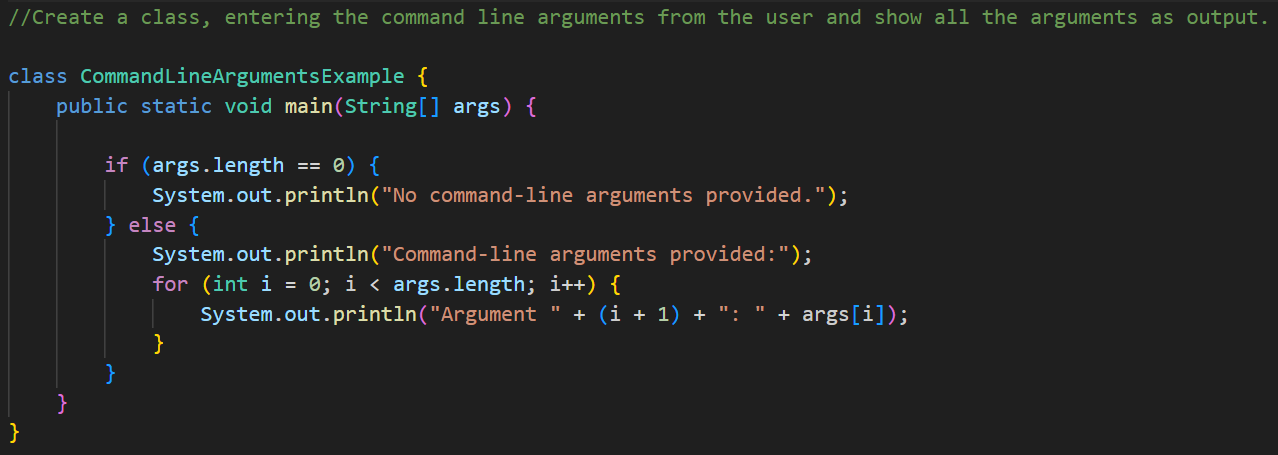 //Create a class, entering the command line arguments from the user and show all the arguments as output.

class CommandLineArgumentsExample {
    public static void main(String[] args) {

        if (args.length == 0) {
            System.out.println("No command-line arguments provided.");
        } else {
            System.out.println("Command-line arguments provided:");
            for (int i = 0; i < args.length; i++) {
                System.out.println("Argument " + (i + 1) + ": " + args[i]);
            }
        }
    }
}